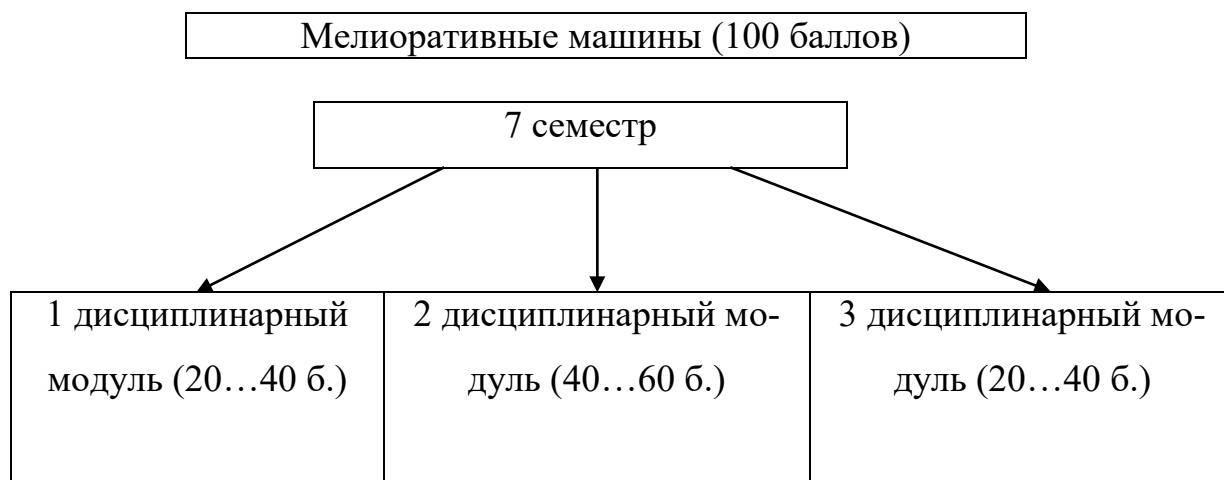 Мелиоративные машины (100 баллов)
7 семестр
1 дисциплинарный
модуль (20…40 б.)
2 дисциплинарный мо-
дуль (40…60 б.)
3 дисциплинарный мо-
дуль (20…40 б.)